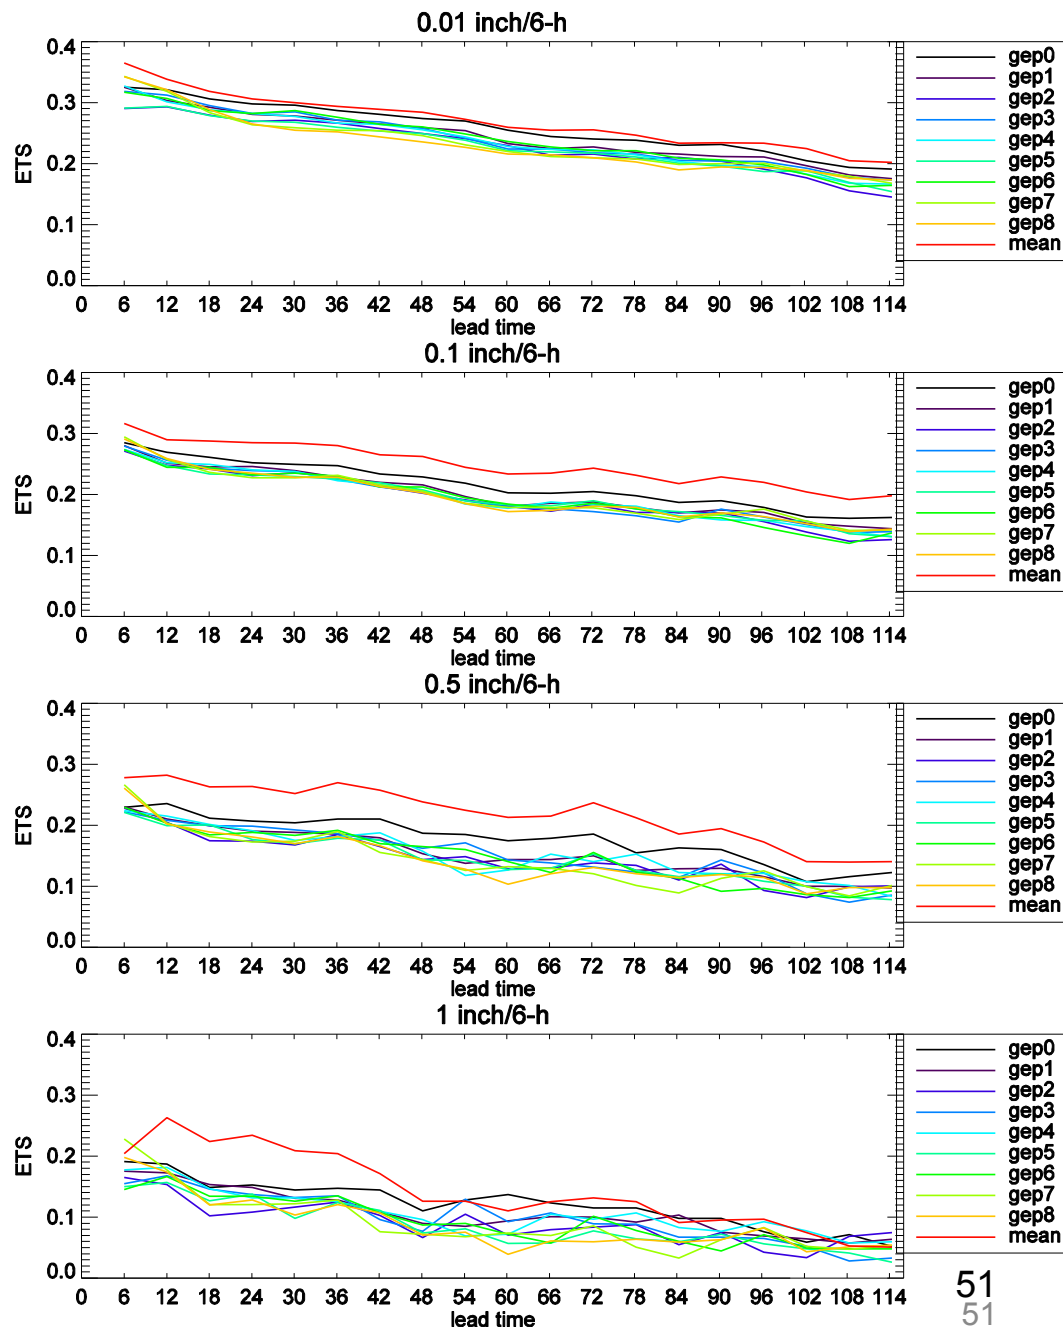 0.01 inch/6-h
0.4
0.3
0.2
0.1
0.0
ETS
0 6 12 18 24 30 36 42 48 54 60 66 72 78 84 90 96 102 108 114
lead time
gep0
gep1
gep2
gep3
gep4
gep5
gep6
gep7
gep8
mean
0.1 inch/6-h
0.4
0.3
0.2
0.1
0.0
ETS
0 6 12 18 24 30 36 42 48 54 60 66 72 78 84 90 96 102 108 114
lead time
gep0
gep1
gep2
gep3
gep4
gep5
gep6
gep7
gep8
mean
0.5 inch/6-h
0.4
0.3
0.2
0.1
0.0
ETS
0 6 12 18 24 30 36 42 48 54 60 66 72 78 84 90 96 102 108 114
lead time
gep0
gep1
gep2
gep3
gep4
gep5
gep6
gep7
gep8
mean
1 inch/6-h
0.4
0.3
0.2
0.1
0.0
ETS
0 6 12 18 24 30 36 42 48 54 60 66 72 78 84 90 96 102 108 114
lead time
gep0
gep1
gep2
gep3
gep4
gep5
gep6
gep7
gep8
mean
51
51